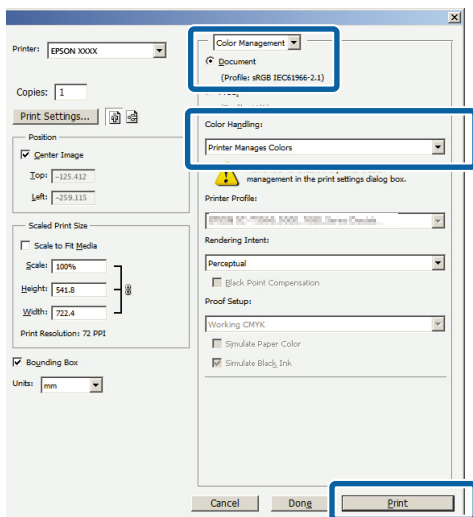 Printer: EPSON XXXX
Copies: 1
Print Settings...
Position
Center Image
Top: -125.412
Left: -259.115
Scaled Print Size
Scale to Fit Media
Scale: 100%
Height: 541.8
Width: 722.4
Print Resolution: 72 PPI
Bounding Box
Units: mm
Color Management
Document
(Profile: sRGB IEC61966-2.1)
Color Handling:
Printer Manages Colors
management in the print settings dialog box.
Printer Profile:
Rendering Intent:
Perceptual
Black Point Compensation
Proof Setup:
Working CMYK
Simulate Paper Color
Simulate Black Ink
Cancel
Done
Print